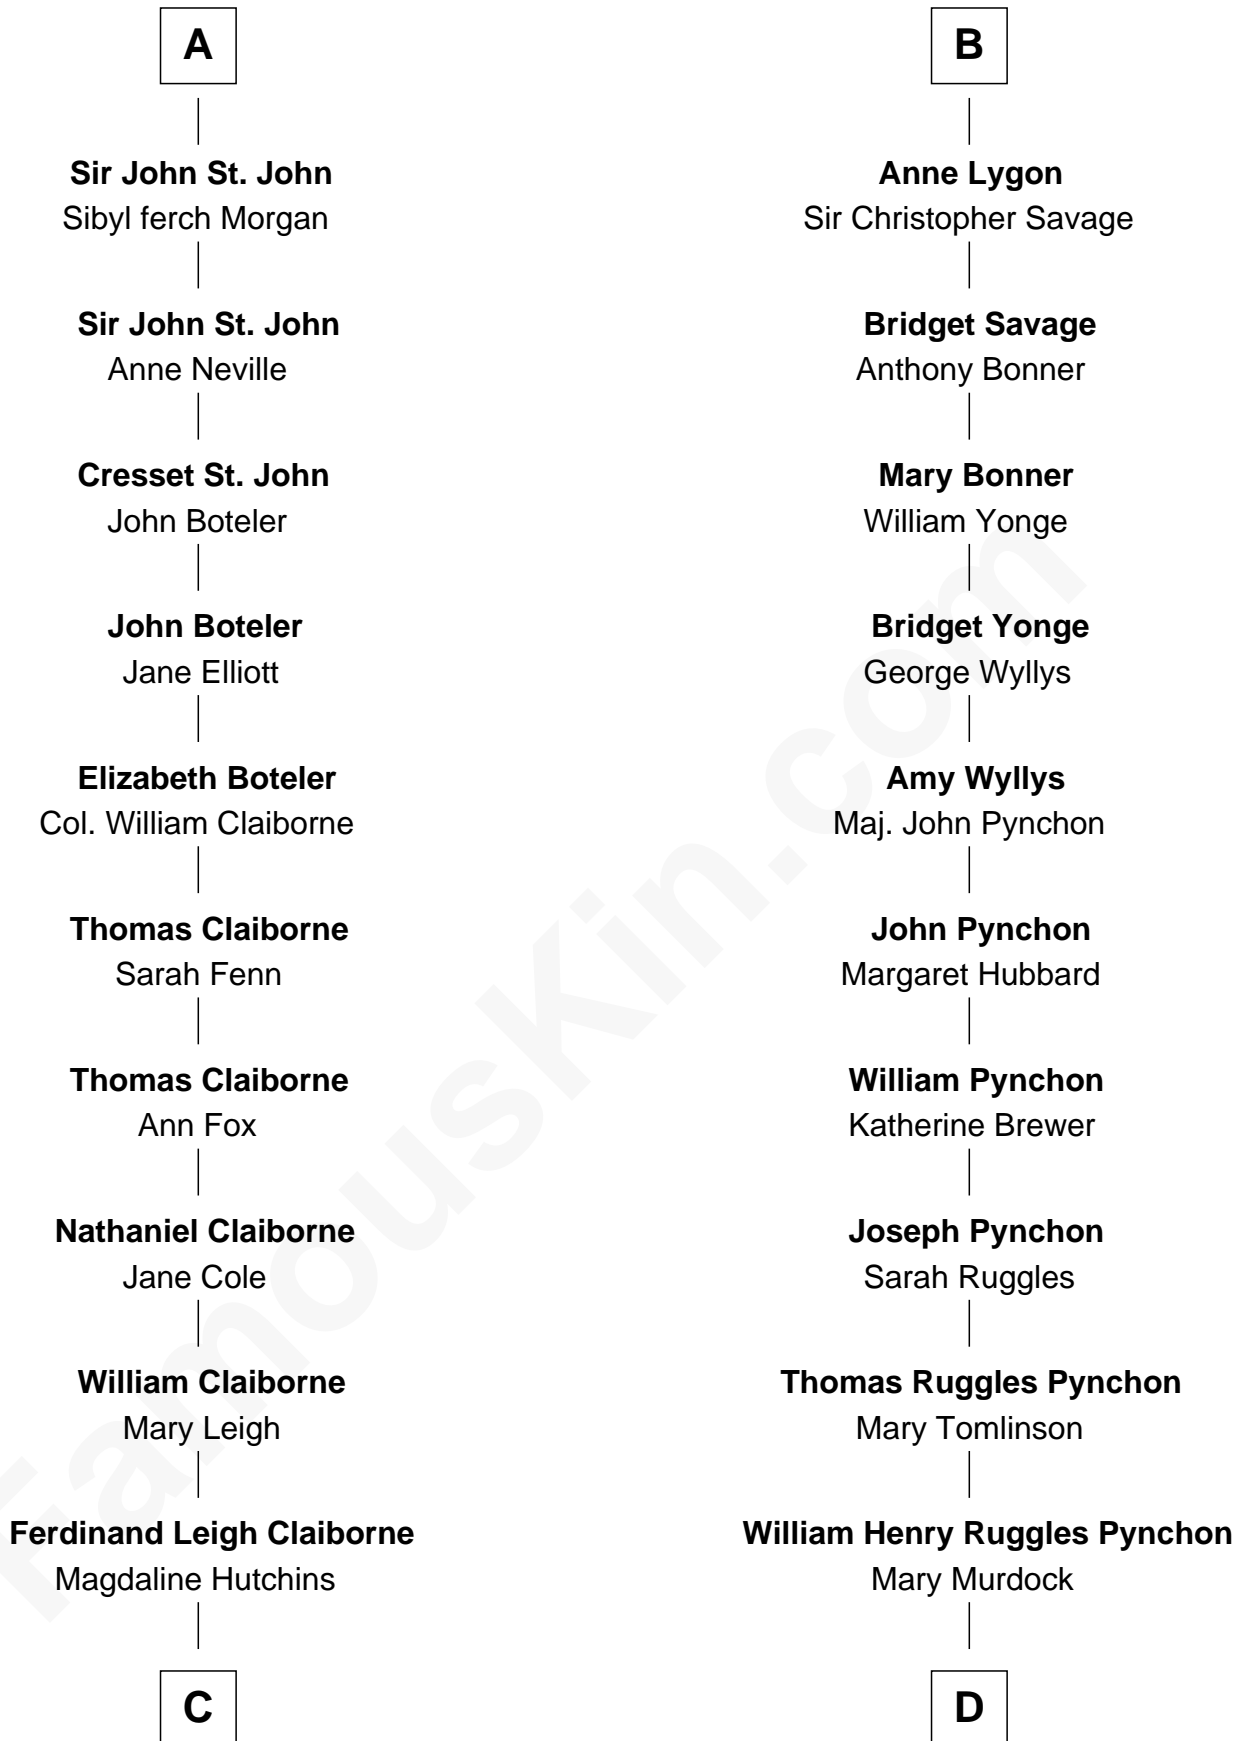 A
Sir John St. John
Sibyl ferch Morgan
Sir John St. John
Anne Neville
Cresset St. John
John Boteler
John Boteler
Jane Elliott
Elizabeth Boteler
Col. William Claiborne
Thomas Claiborne
Sarah Fenn
Thomas Claiborne
Ann Fox
Nathaniel Claiborne
Jane Cole
William Claiborne
Mary Leigh
Ferdinand Leigh Claiborne
Magdaline Hutchins
C
B
Anne Lygon
Sir Christopher Savage
Bridget Savage
Anthony Bonner
Mary Bonner
William Yonge
Bridget Yonge
George Wyllys
Amy Wyllys
Maj. John Pynchon
John Pynchon
Margaret Hubbard
William Pynchon
Katherine Brewer
Joseph Pynchon
Sarah Ruggles
Thomas Ruggles Pynchon
Mary Tomlinson
William Henry Ruggles Pynchon
Mary Murdock
D
FamousKin.com